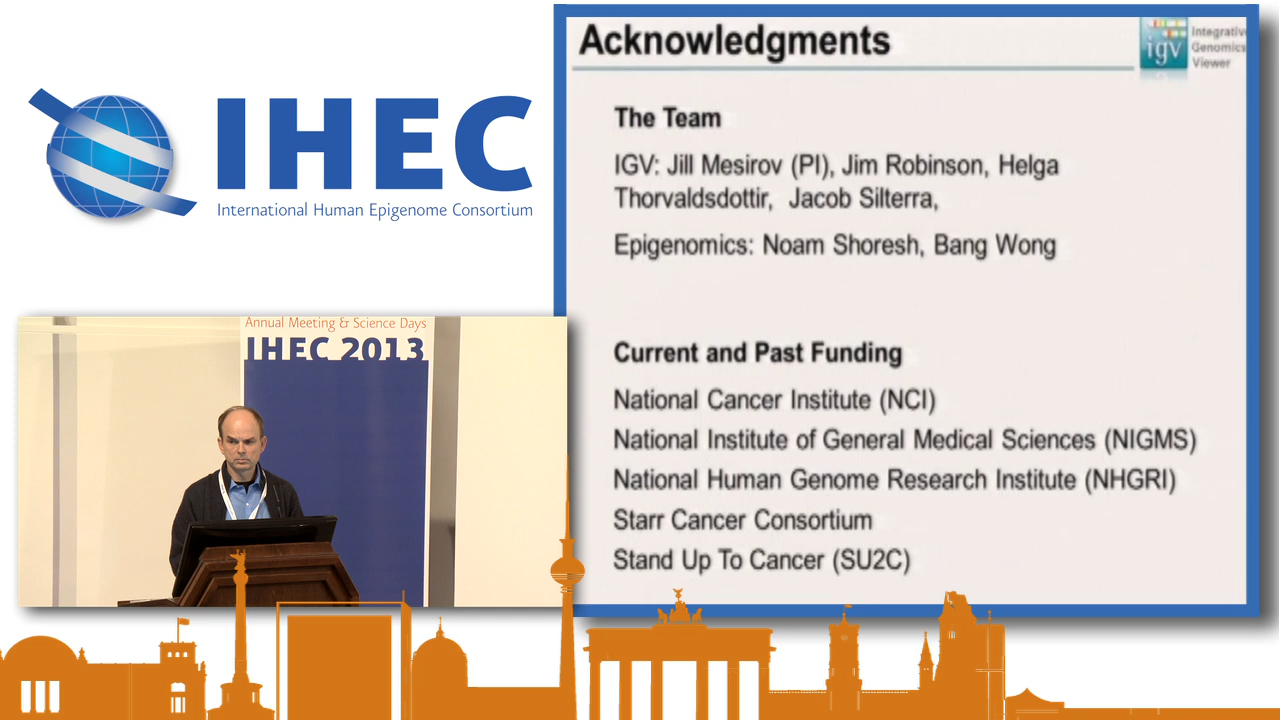 IHEC
International Human Epigenome Consortium
Annual Meeting & Science Days
IHEC 2013
Acknowledgments
igv
Integrative
Genomics
Viewer
The Team
IGV: Jill Mesirov (PI), Jim Robinson, Helga
Thorvaldsdottir, Jacob Silterra,
Epigenomics: Noam Shoresh, Bang Wong
Current and Past Funding
National Cancer Institute (NCI)
National Institute of General Medical Sciences (NIGMS)
National Human Genome Research Institute (NHGRI)
Starr Cancer Consortium
Stand Up To Cancer (SU2C)